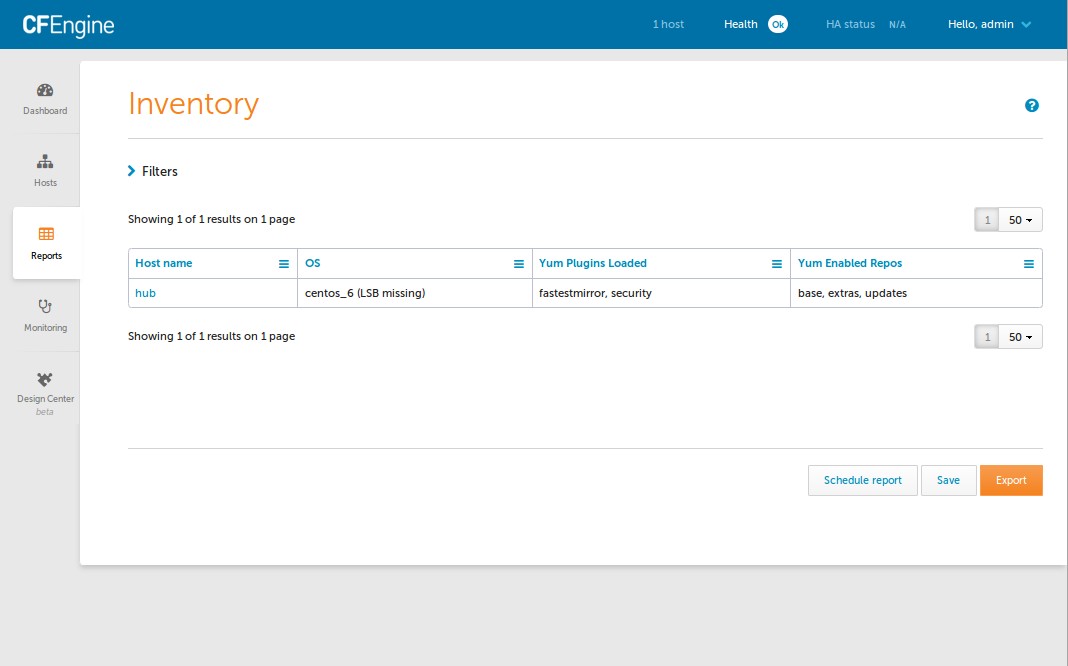 CFEngine
1 host
Health
Ok
HA status
N/A
Hello, admin
Dashboard
Hosts
Reports
Monitoring
Design Center
beta
Inventory
?
Filters
Showing 1 of 1 results on 1 page
1
50
Host name
OS
Yum Plugins Loaded
Yum Enabled Repos
hub
centos_6 (LSB missing)
fastestmirror, security
base, extras, updates
Showing 1 of 1 results on 1 page
1
50
Schedule report
Save
Export